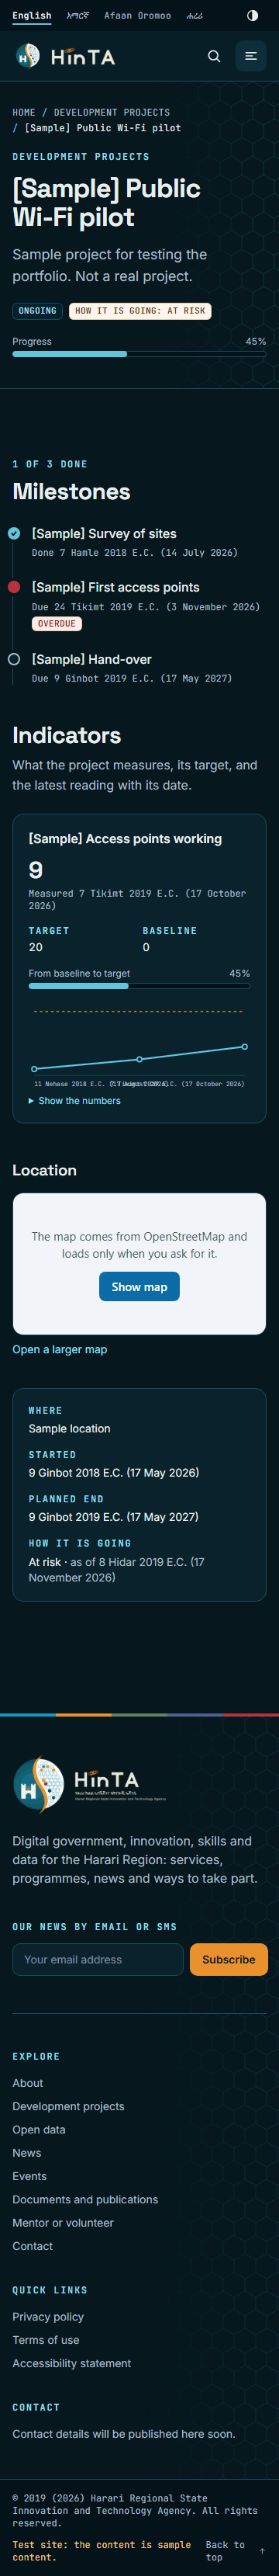 English አማርኛ Afaan Oromoo ሐረሪ
HinTA
HOME / DEVELOPMENT PROJECTS
/ [Sample] Public Wi-Fi pilot
DEVELOPMENT PROJECTS
[Sample] Public
Wi-Fi pilot
Sample project for testing the
portfolio. Not a real project.
ONGOING HOW IT IS GOING: AT RISK
Progress 45%
1 OF 3 DONE
Milestones
[Sample] Survey of sites
Done 7 Hamle 2018 E.C. (14 July 2026)
[Sample] First access points
Due 24 Tikimt 2019 E.C. (3 November 2026)
OVERDUE
[Sample] Hand-over
Due 9 Ginbot 2019 E.C. (17 May 2027)
Indicators
What the project measures, its target, and
the latest reading with its date.
[Sample] Access points working
9
Measured 7 Tikimt 2019 E.C. (17 October
2026)
TARGET BASELINE
20 0
From baseline to target 45%
11 Nehase 2018 E.C. (17 August 2026) 7 Tikimt 2019 E.C. (17 October 2026)
Show the numbers
Location
The map comes from OpenStreetMap and
loads only when you ask for it.
Show map
Open a larger map
WHERE
Sample location
STARTED
9 Ginbot 2018 E.C. (17 May 2026)
PLANNED END
9 Ginbot 2019 E.C. (17 May 2027)
HOW IT IS GOING
At risk · as of 8 Hidar 2019 E.C. (17
November 2026)
HinTA
Harari Regional State Innovation and Technology Agency
Digital government, innovation, skills and
data for the Harari Region: services,
programmes, news and ways to take part.
OUR NEWS BY EMAIL OR SMS
Your email address Subscribe
EXPLORE
About
Development projects
Open data
News
Events
Documents and publications
Mentor or volunteer
Contact
QUICK LINKS
Privacy policy
Terms of use
Accessibility statement
CONTACT
Contact details will be published here soon.
© 2019 (2026) Harari Regional State
Innovation and Technology Agency. All rights
reserved.
Test site: the content is sample Back to
content. top ↑